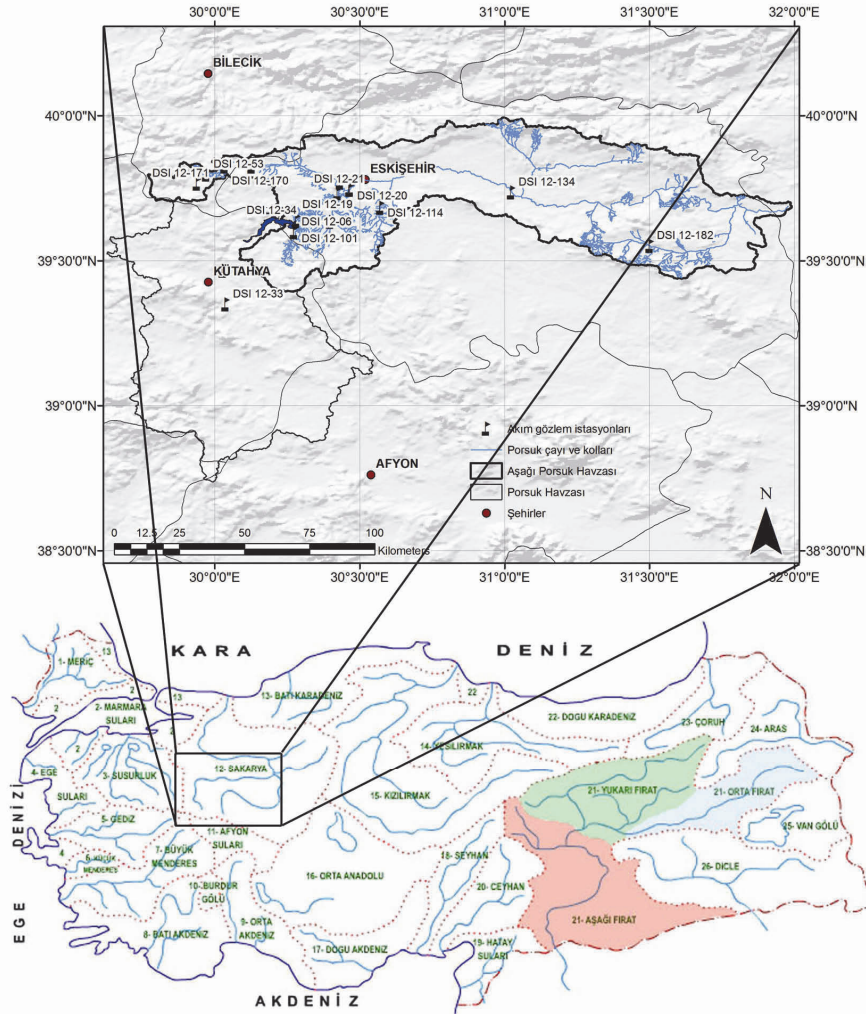 30°0'0"E 30°30'0"E 31°0'0"E 31°30'0"E 32°0'0"E
BİLECİK
40°0'0"N 40°0'0"N
DSI 12-53
DSI 12-171
DSI 12-170
DSI 12-21
ESKİŞEHİR
DSI 12-20
DSI 12-134
DSI 12-19
DSI 12-34
DSI 12-114
DSI 12-06
DSI 12-101
DSI 12-182
39°30'0"N 39°30'0"N
KÜTAHYA
DSI 12-33
39°0'0"N 39°0'0"N
Akım gözlem istasyonları
Porsuk çayı ve kolları
AFYON
Aşağı Porsuk Havzası
Porsuk Havzası
Şehirler
N
0 12.5 25 50 75 100
Kilometers
38°30'0"N 38°30'0"N
30°0'0"E 30°30'0"E 31°0'0"E 31°30'0"E 32°0'0"E
KARA DENİZ
13
1- MERİÇ
2
13
13- BATI KARADENİZ
22
2
2- MARMARA
SULARI
22- DOGU KARADENİZ
23- ÇORUH
24- ARAS
2
2
14- YESILIRMAK
12- SAKARYA
4- EGE
SULARI
3- SUSURLUK
15- KIZILIRMAK
21- YUKARI FIRAT
21- ORTA FIRAT
5- GEDİZ
11- AFYON
SULARI
25- VAN GÖLÜ
4
6- KÜÇÜK
MENDERES
7- BÜYÜK
MENDERES
18- SEYHAN
26- DICLE
16- ORTA ANADOLU
10- BURDUR
GÖLÜ
20- CEYHAN
21- AŞAĞI FIRAT
8- BATI AKDENİZ
9- ORTA
AKDENİZ
17- DOGU AKDENİZ
19- HATAY
SULARI
EGE DENİZİ
AKDENİZ